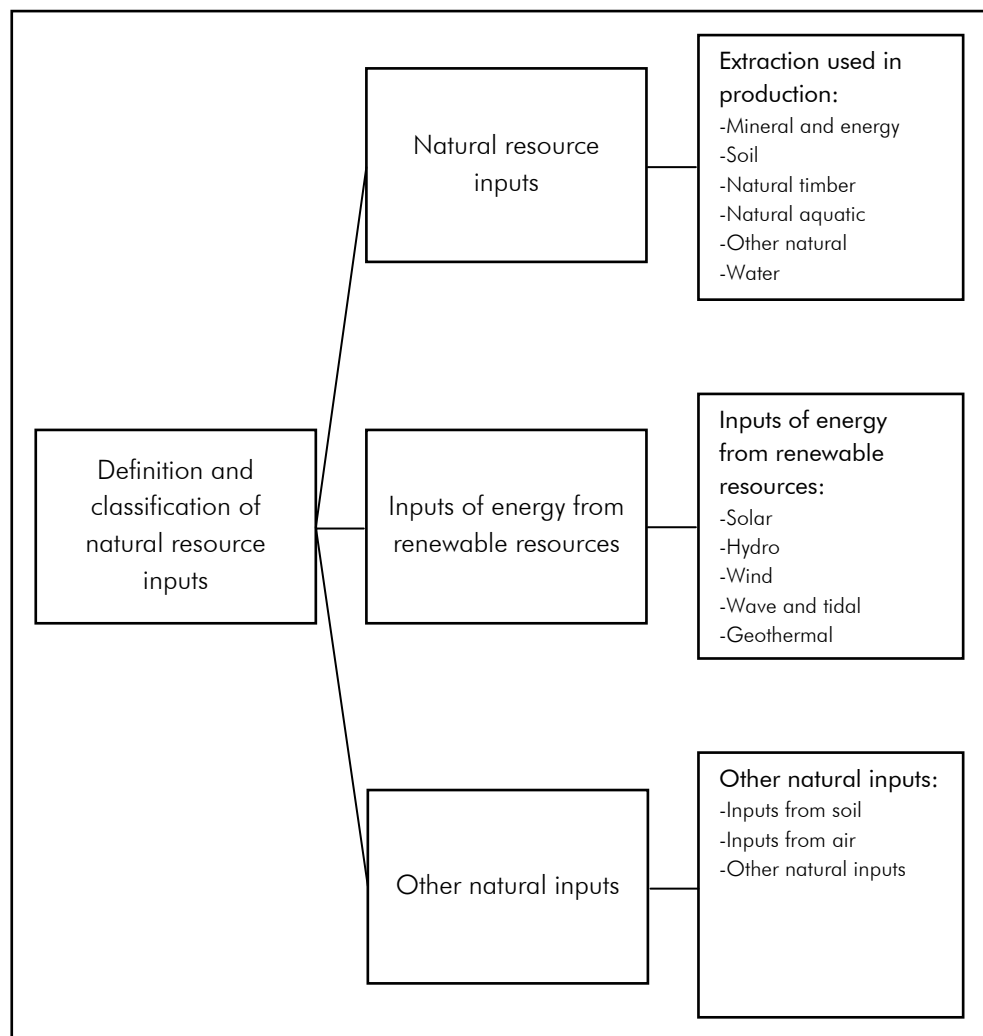 Definition and
classification of
natural resource
inputs
Natural resource
inputs
Extraction used in
production:
-Mineral and energy
-Soil
-Natural timber
-Natural aquatic
-Other natural
-Water
Inputs of energy from
renewable resources
Inputs of energy
from renewable
resources:
-Solar
-Hydro
-Wind
-Wave and tidal
-Geothermal
Other natural inputs
Other natural inputs:
-Inputs from soil
-Inputs from air
-Other natural inputs